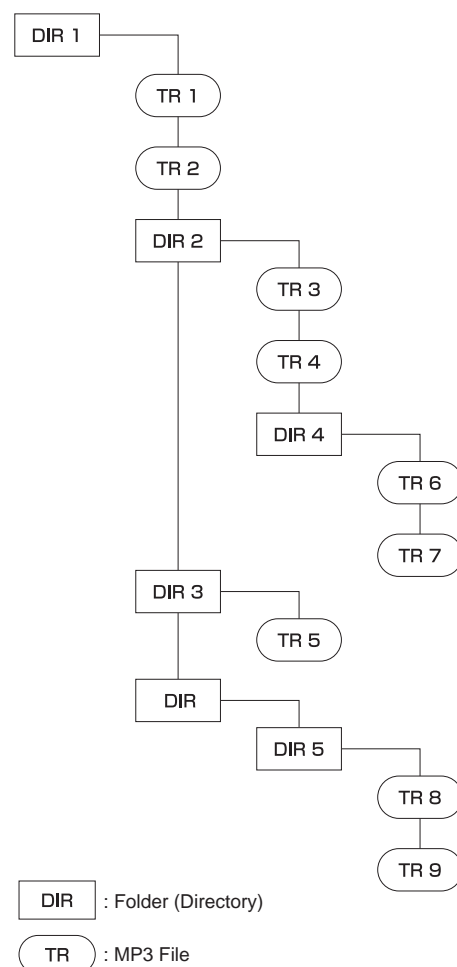 DIR 1
TR 1
TR 2
DIR 2
TR 3
TR 4
DIR 4
TR 6
TR 7
DIR 3
TR 5
DIR
DIR 5
TR 8
TR 9
DIR : Folder (Directory)
TR : MP3 File